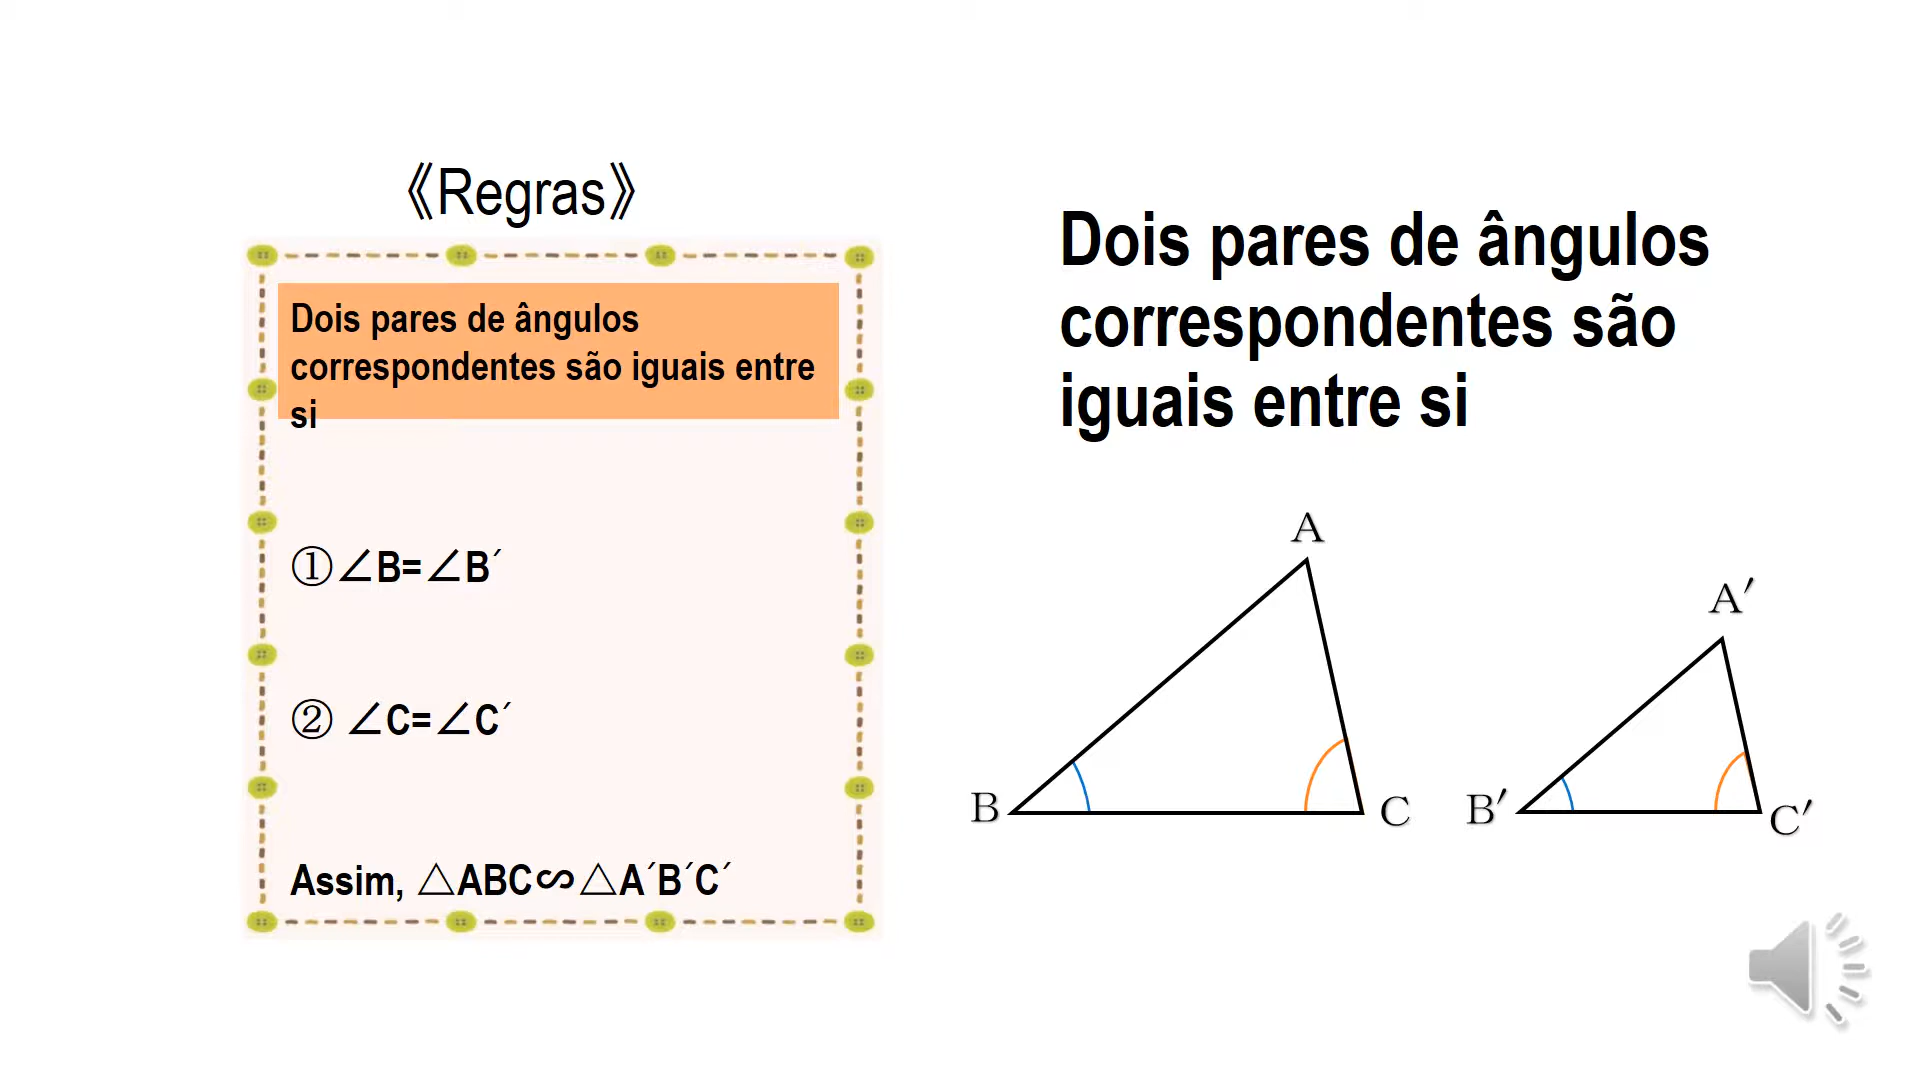 《Regras》
Dois pares de ângulos
correspondentes são iguais entre
si
①∠B=∠B´
② ∠C=∠C´
Assim, △ABC∽△A´B´C´
Dois pares de ângulos
correspondentes são
iguais entre si
A
B
C
A′
B′
C′